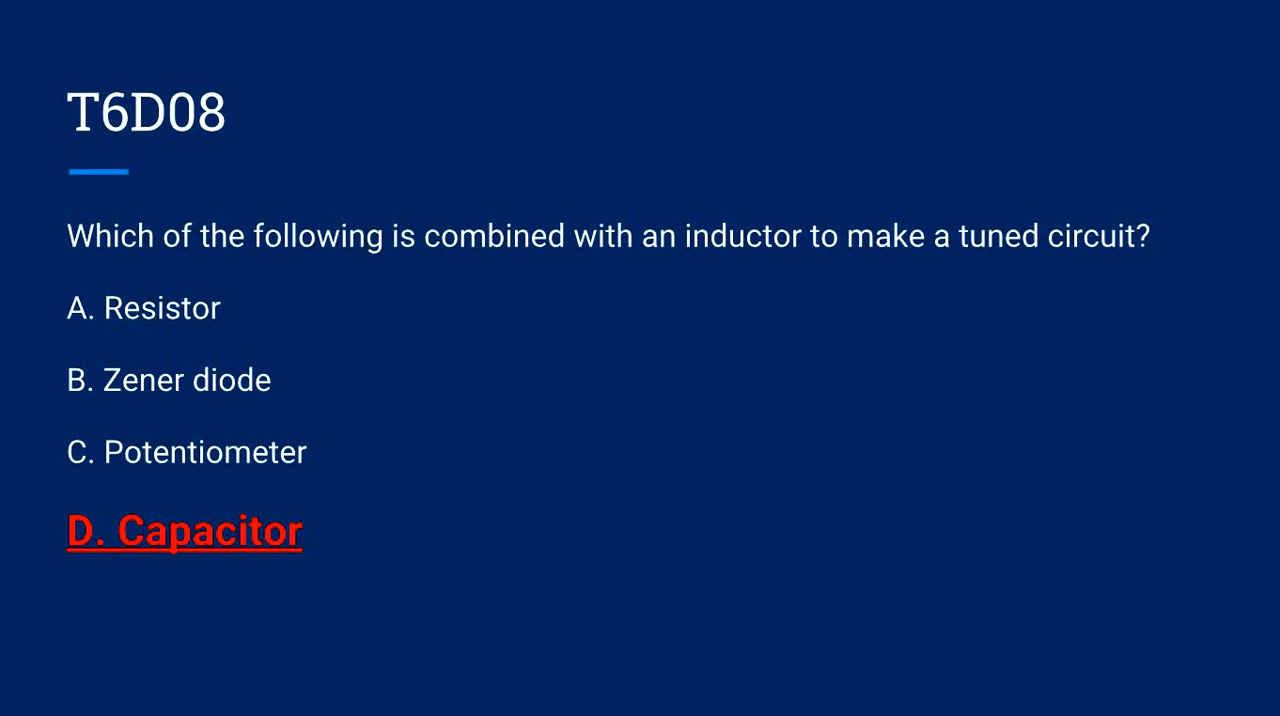 T6D08
Which of the following is combined with an inductor to make a tuned circuit?
A. Resistor
B. Zener diode
C. Potentiometer
D. Capacitor